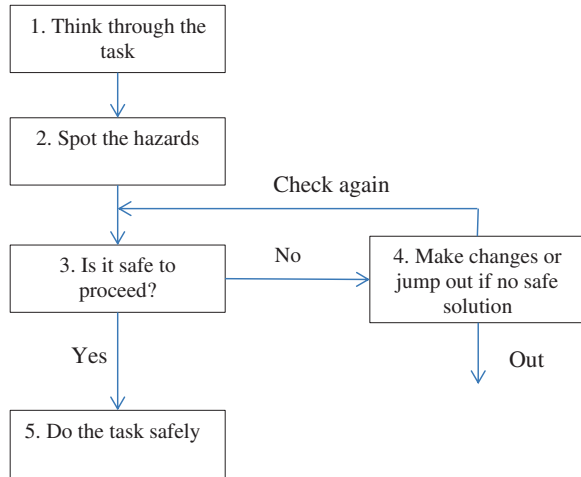 1. Think through the
task
2. Spot the hazards
Check again
3. Is it safe to
proceed?
No
4. Make changes or
jump out if no safe
solution
Yes
Out
5. Do the task safely